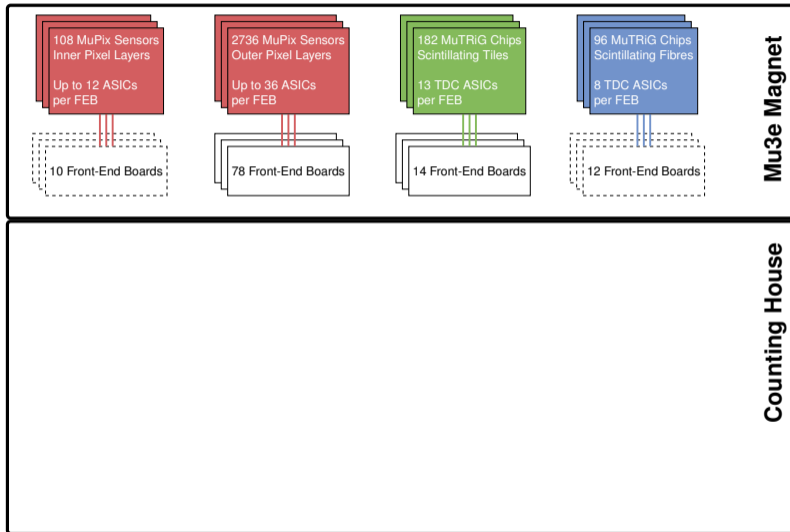 108 MuPix Sensors
Inner Pixel Layers
Up to 12 ASICs
per FEB
2736 MuPix Sensors
Outer Pixel Layers
Up to 36 ASICs
per FEB
182 MuTRiG Chips
Scintillating Tiles
13 TDC ASICs
per FEB
96 MuTRiG Chips
Scintillating Fibres
8 TDC ASICs
per FEB
10 Front-End Boards
78 Front-End Boards
14 Front-End Boards
12 Front-End Boards
Mu3e Magnet
Counting House